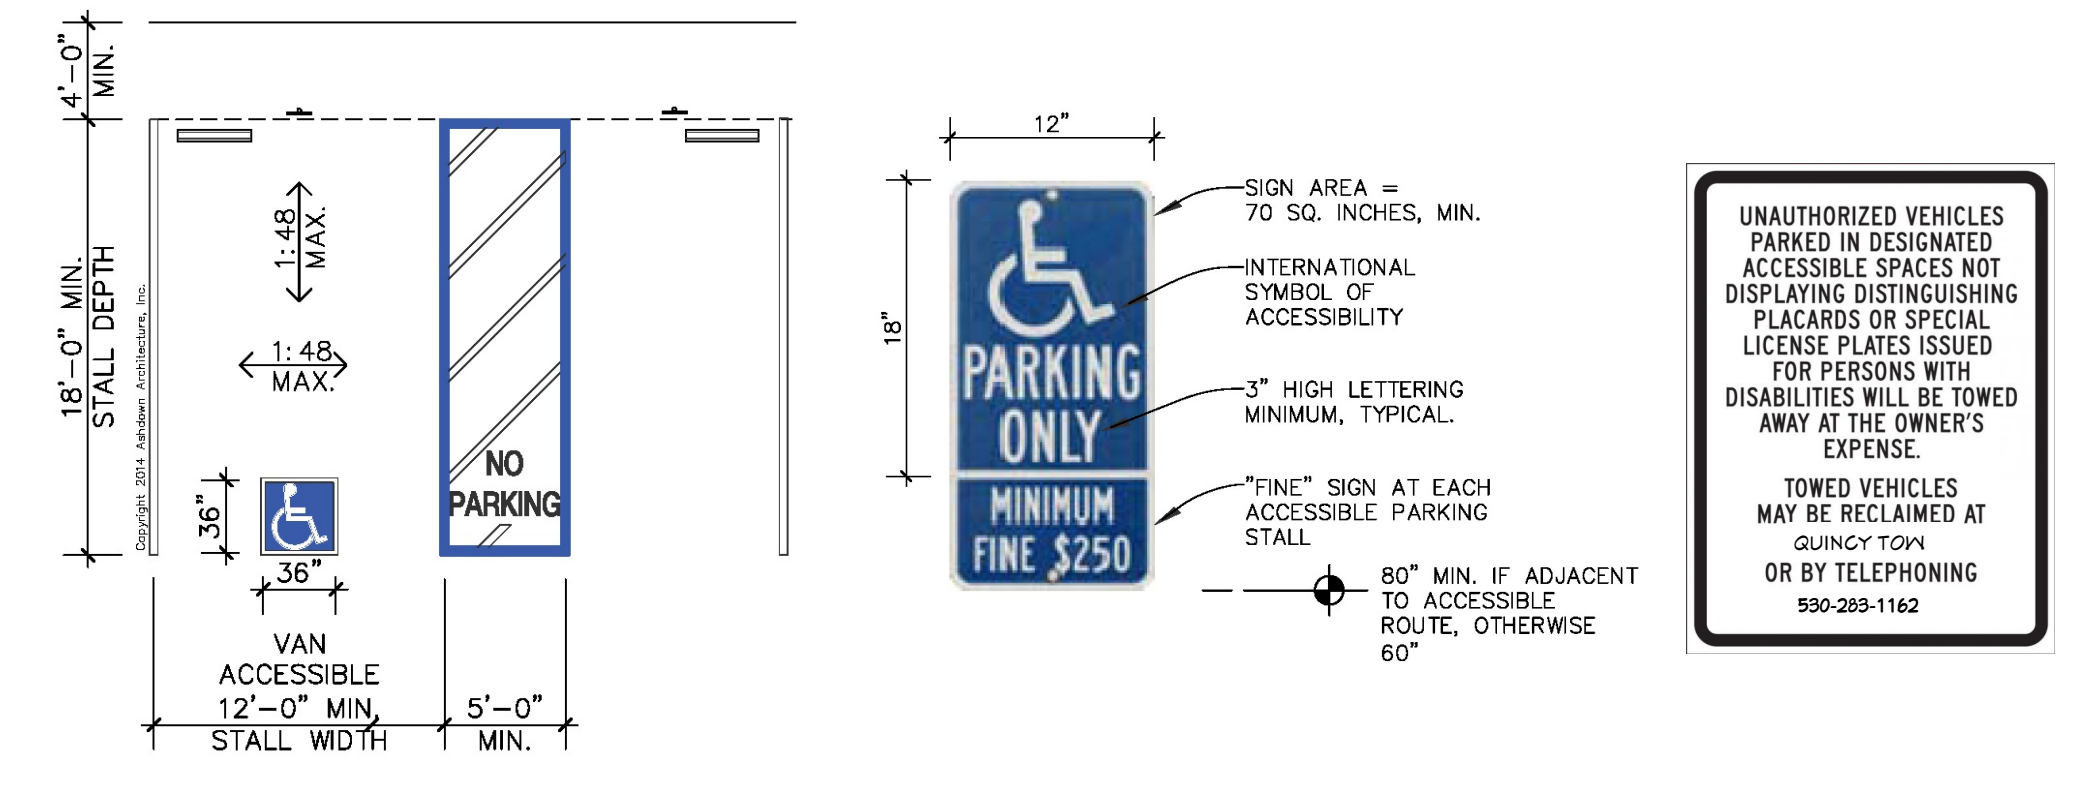 4'-0"
MIN.
18'-0" MIN.
STALL DEPTH
Copyright 2014 Ashdown Architecture, Inc.
1:48
MAX.
1:48
MAX.
36"
36"
VAN
ACCESSIBLE
12'-0" MIN.
STALL WIDTH
NO
PARKING
5'-0"
MIN.
12"
18"
PARKING
ONLY
MINIMUM
FINE $250
SIGN AREA =
70 SQ. INCHES, MIN.
INTERNATIONAL
SYMBOL OF
ACCESSIBILITY
3" HIGH LETTERING
MINIMUM, TYPICAL.
"FINE" SIGN AT EACH
ACCESSIBLE PARKING
STALL
80" MIN. IF ADJACENT
TO ACCESSIBLE
ROUTE, OTHERWISE
60"
UNAUTHORIZED VEHICLES
PARKED IN DESIGNATED
ACCESSIBLE SPACES NOT
DISPLAYING DISTINGUISHING
PLACARDS OR SPECIAL
LICENSE PLATES ISSUED
FOR PERSONS WITH
DISABILITIES WILL BE TOWED
AWAY AT THE OWNER'S
EXPENSE.
TOWED VEHICLES
MAY BE RECLAIMED AT
QUINCY TOW
OR BY TELEPHONING
530-283-1162